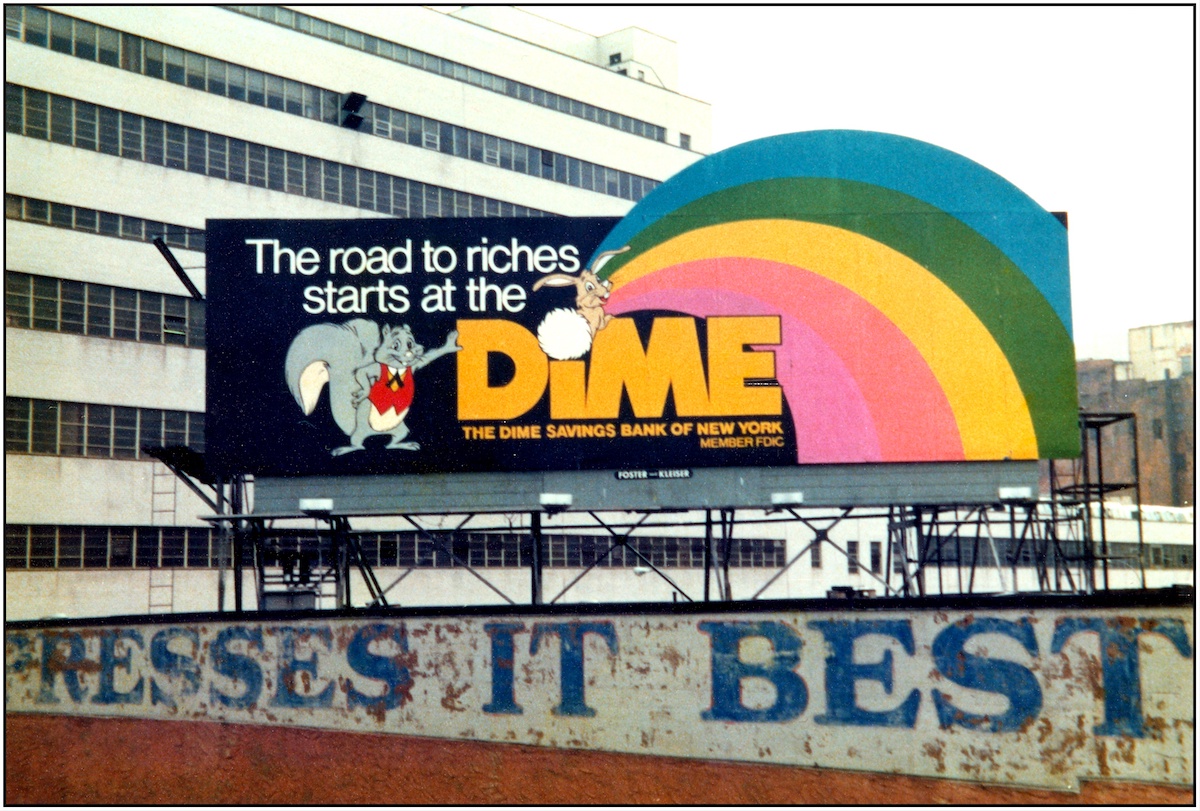 The road to riches
starts at the
DiME
THE DIME SAVINGS BANK OF NEW YORK
MEMBER FDIC
FOSTER AND KLEISER
RESSES IT BEST